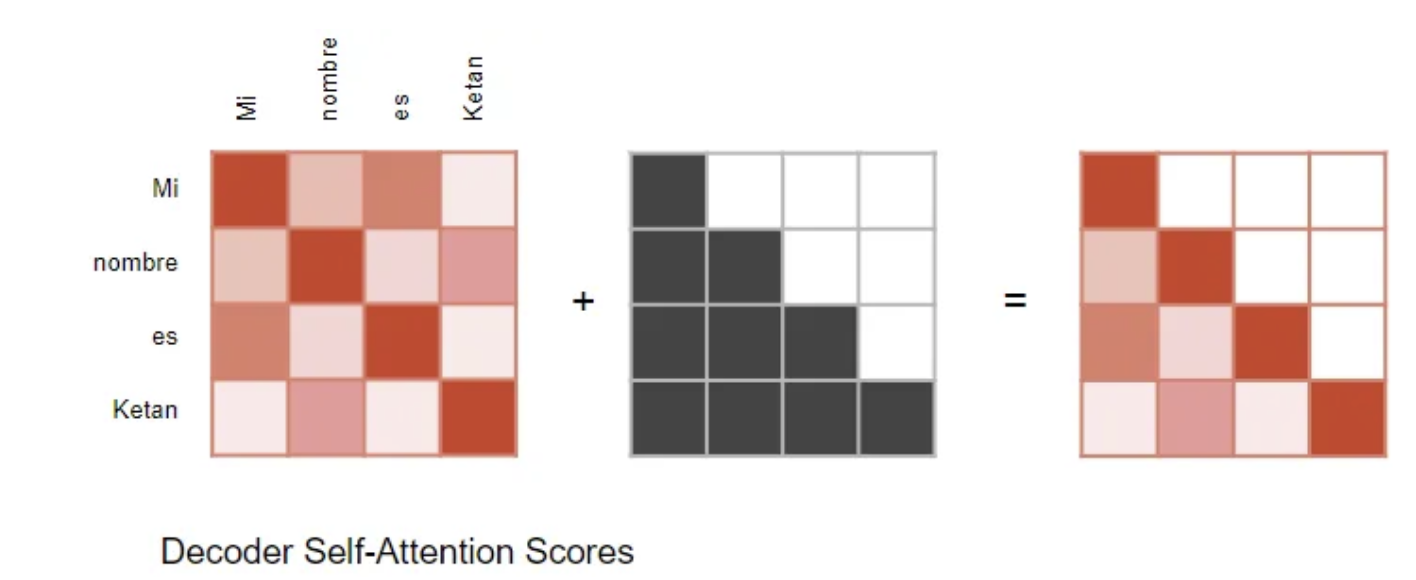 Mi
nombre
es
Ketan
Mi
nombre
es
Ketan
+
=
Decoder Self-Attention Scores